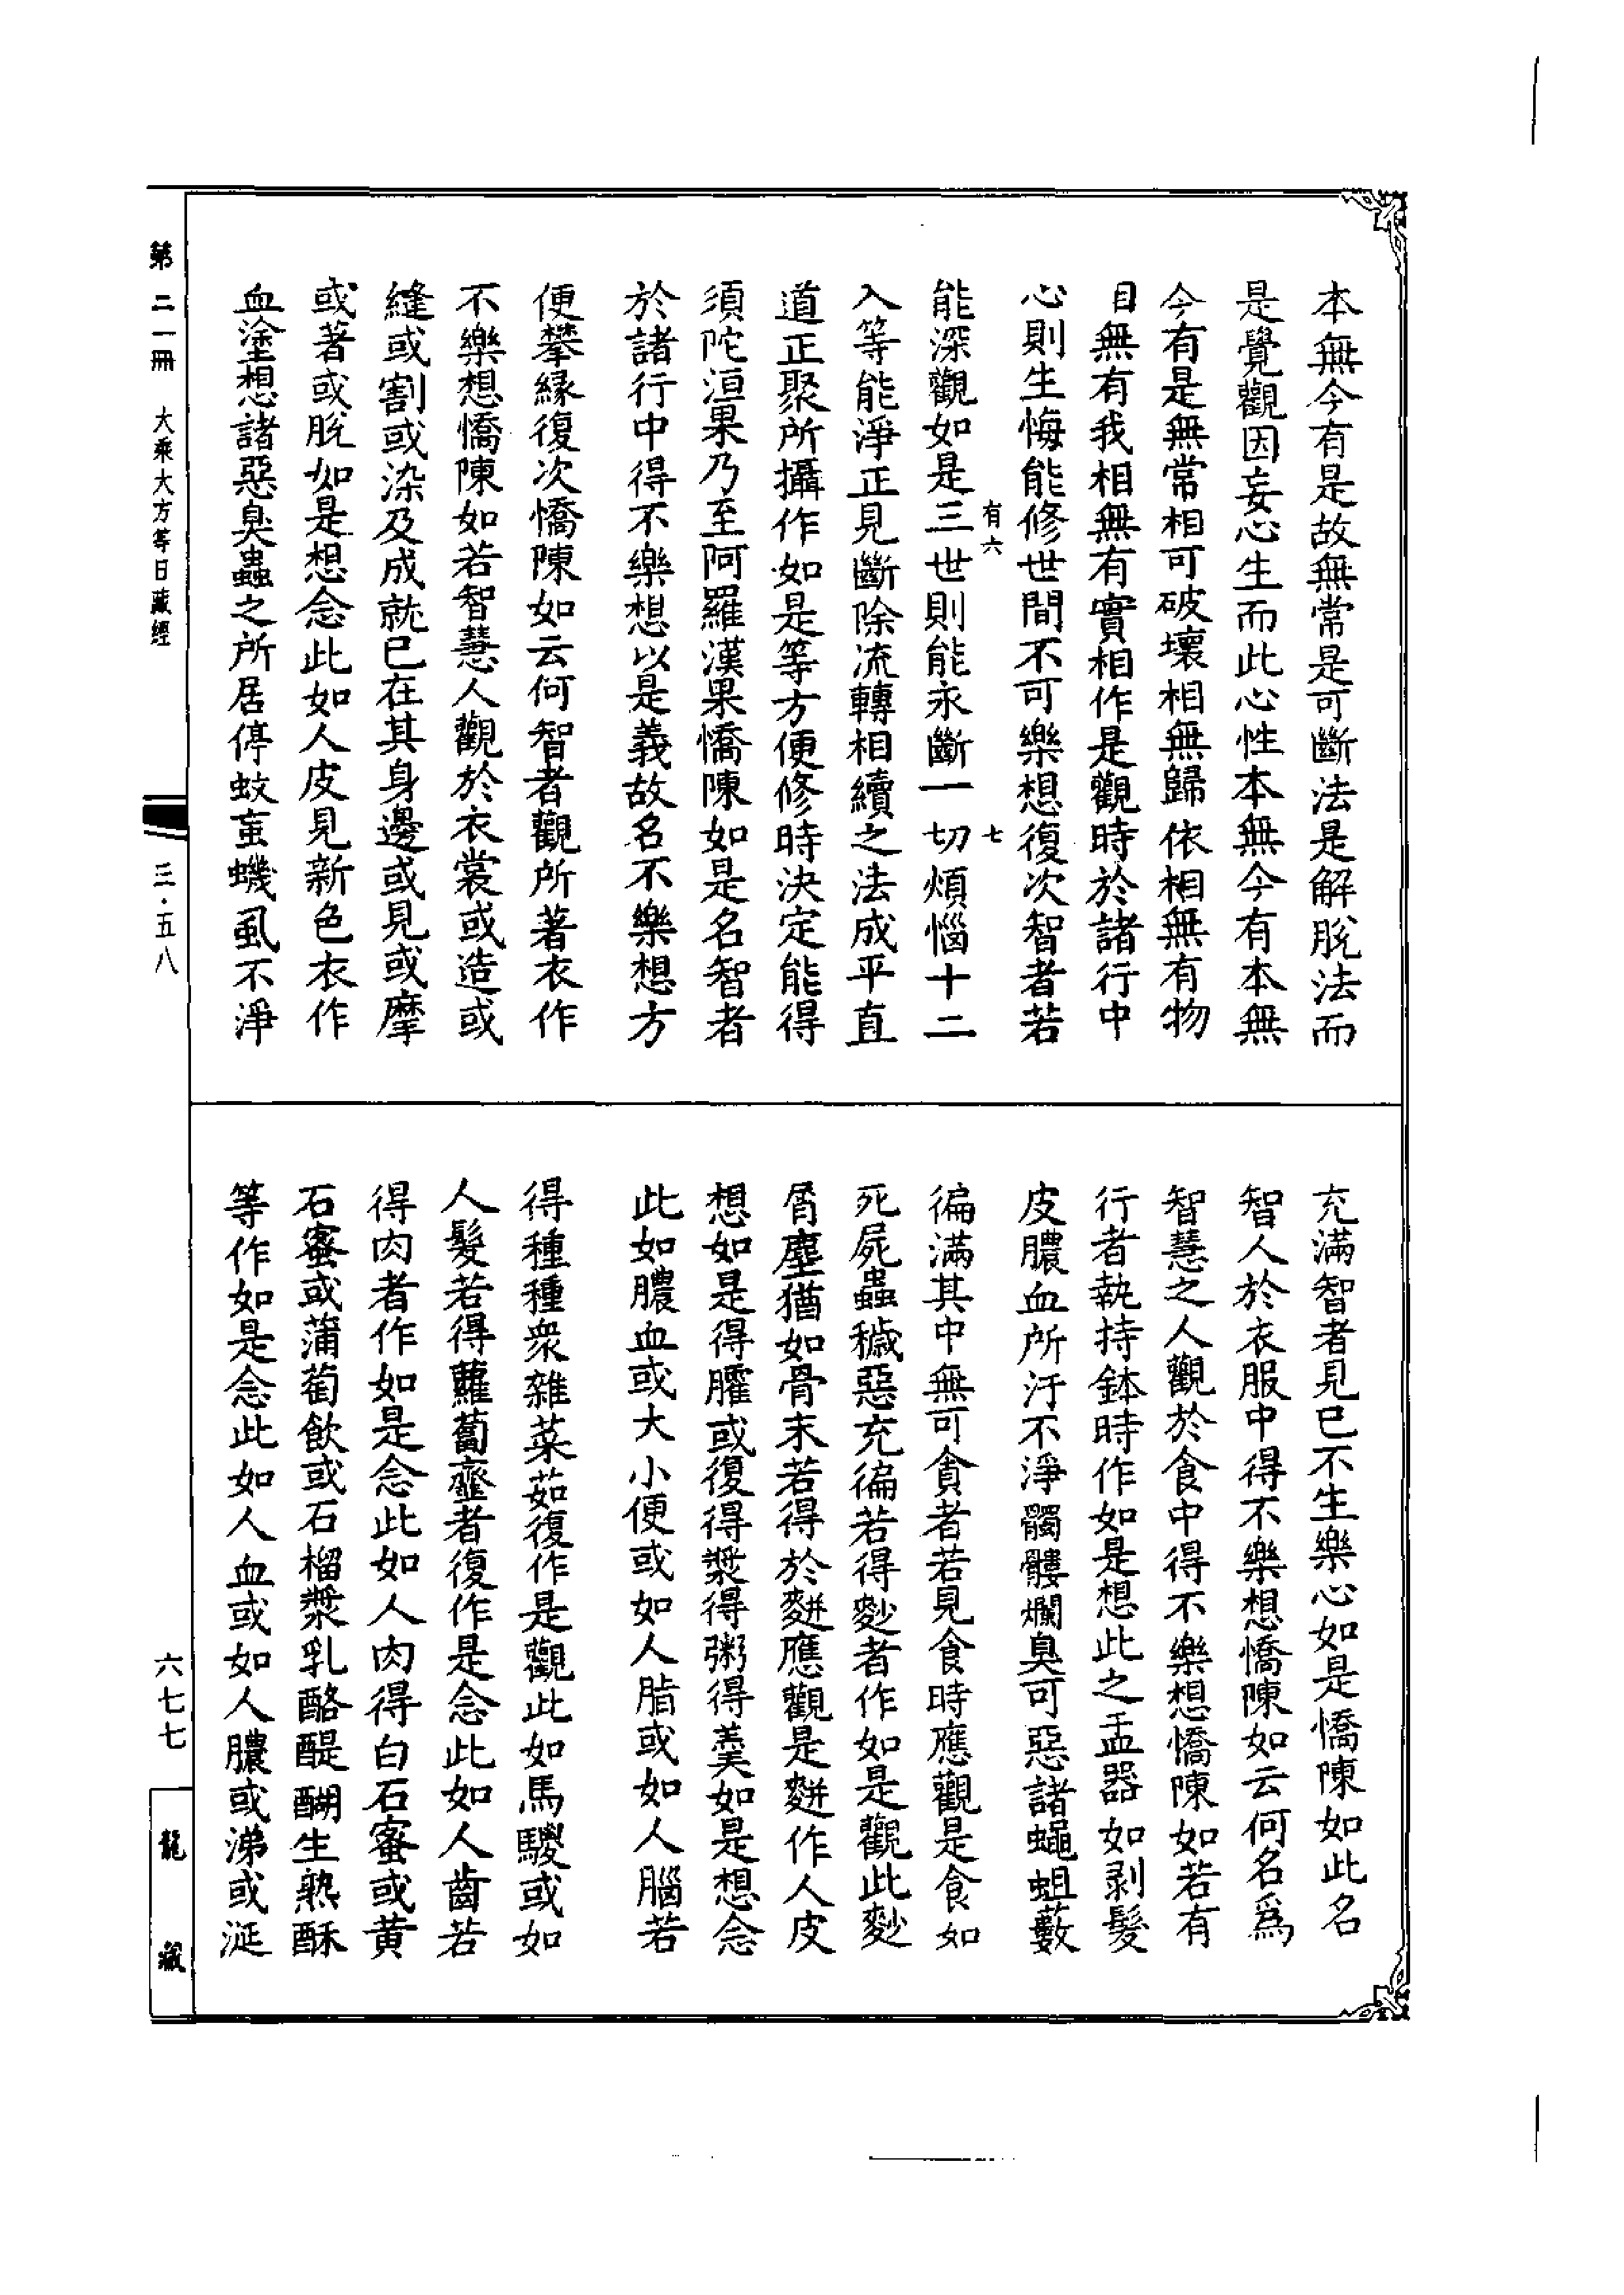 本無今有是故無常是可斷法是解脫法而
是覺觀因妄心生而此心性本無今有本無
今有是無常相可破壞相無歸依相無有物
目無有我相無有實相作是觀時於諸行中
心則生悔能修世間不可樂想復次智者若
有六
七
能深觀如是三世則能永斷一切煩惱十二
入等能淨正見斷除流轉相續之法成平直
道正聚所攝作如是等方便修時決定能得
須陀洹果乃至阿羅漢果憍陳如是名智者
於諸行中得不樂想以是義故名不樂想方
便攀緣復次憍陳如云何智者觀所著衣作
不樂想憍陳如若智慧人觀於衣裳或造或
縫或割或染及成就已在其身邊或見或摩
或著或脫如是想念此如人皮見新色衣作
血塗想諸惡臭蟲之所居停蚊䖟蟣虱不淨
充滿智者見已不生樂心如是憍陳如此名
智人於衣服中得不樂想憍陳如云何名爲
智慧之人觀於食中得不樂想憍陳如若有
行者執持鉢時作如是想此之盂器如剥髮
皮膿血所汙不淨髑髏爛臭可惡諸蠅蛆藪
徧滿其中無可貪者若見食時應觀是食如
死屍蟲穢惡充徧若得麨者作如是觀此麨
屑塵猶如骨末若得於麨餅應觀是餅作人皮
想如是得臛或復得漿得粥得羹如是想念
此如膿血或大小便或如人脂或如人腦若
得種種衆雜菜茹復作是觀此如馬騣或如
人髮若得蘿蔔虀者復作是念此如人齒若
得肉者作如是念此如人肉得白石蜜或黃
石蜜或蒲萄飲或石榴漿乳酪醍醐生熟酥
等作如是念此如人血或如人膿或涕或涎
第二一冊　大乘大方等日藏經
三·五八
六七七
龍藏